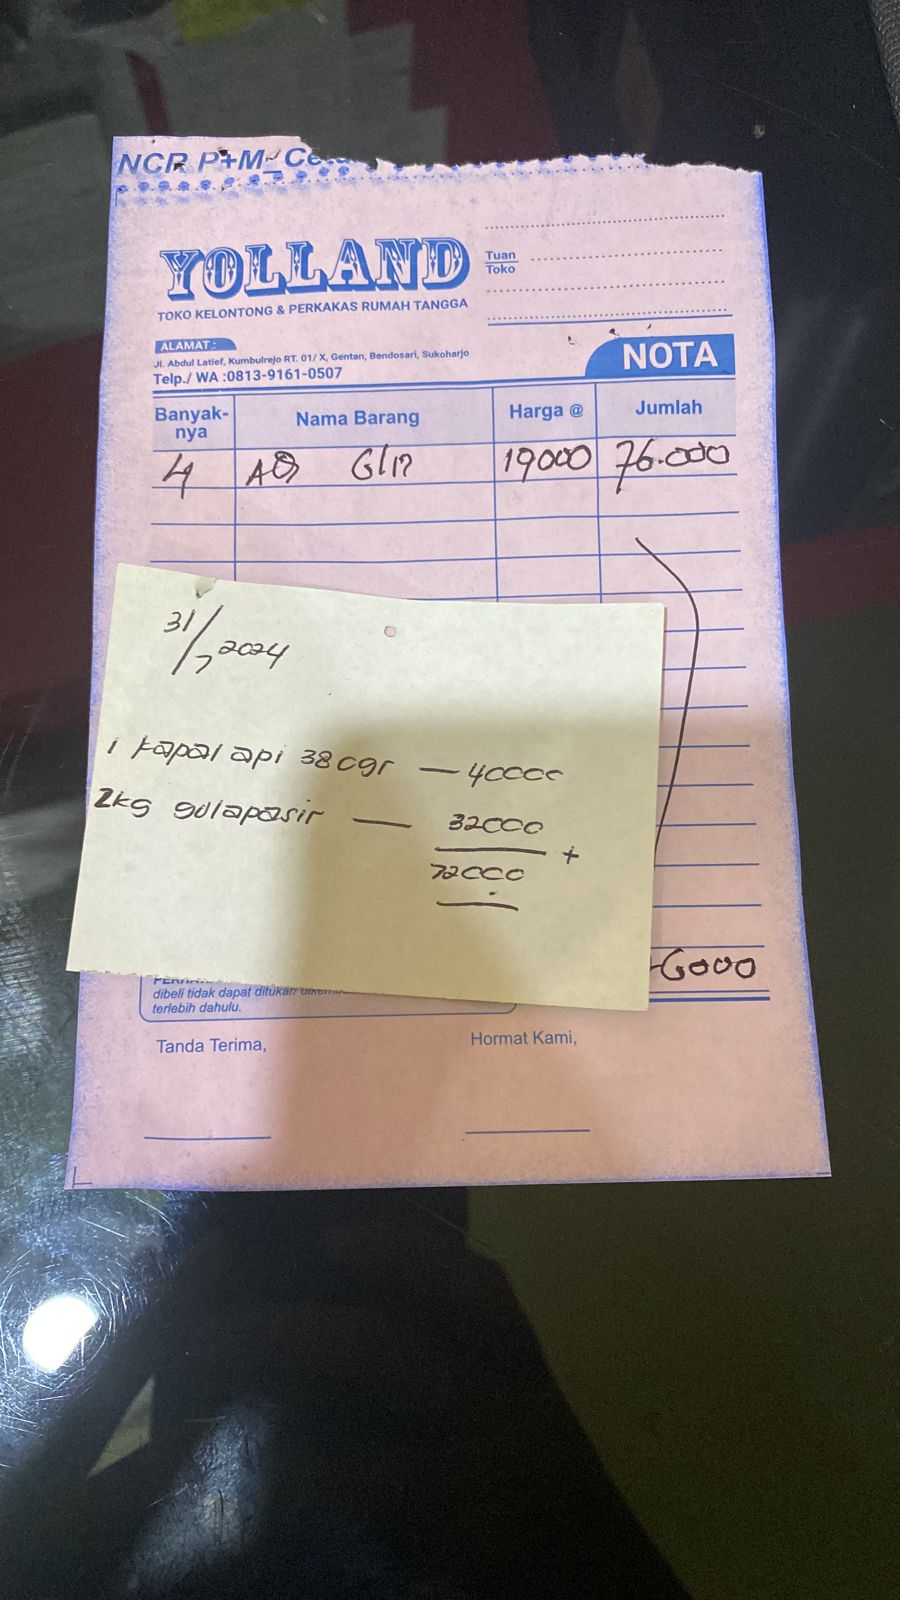 NCR P+M
YOLLAND
TOKO KELONTONG & PERKAKAS RUMAH TANGGA
Tuan
Toko
ALAMAT :
Jl. Abdul Latief, Kumbulrejo RT. 01/ X, Gentan, Bendosari, Sukoharjo
Telp./ WA :0813-9161-0507
NOTA
Banyak-nya Nama Barang Harga @ Jumlah
4 19000 76.000
31/7 2024
1 kapal api 380gr — 40000
2kg gulapasir — 32000
+
72000
6000
dibeli tidak dapat ditukar/
terlebih dahulu.
Tanda Terima, Hormat Kami,